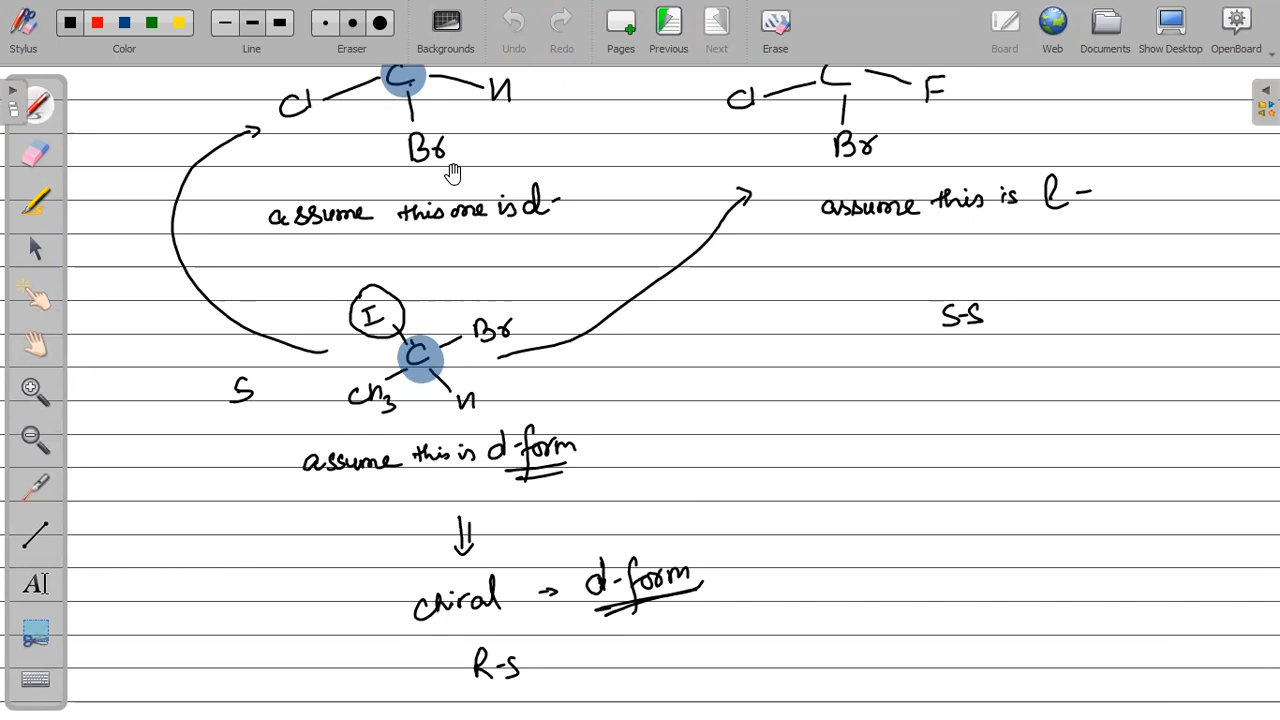 Stylus Color Line Eraser Backgrounds Undo Redo Pages Previous Next Erase Board Web Documents Show Desktop OpenBoard
C H C F
Cl Cl
Br Br
assume this one is d- assume this is l-
I Br S-S
C
S CH3 H
assume this is d-form
⇓
chiral → d-form
R-S